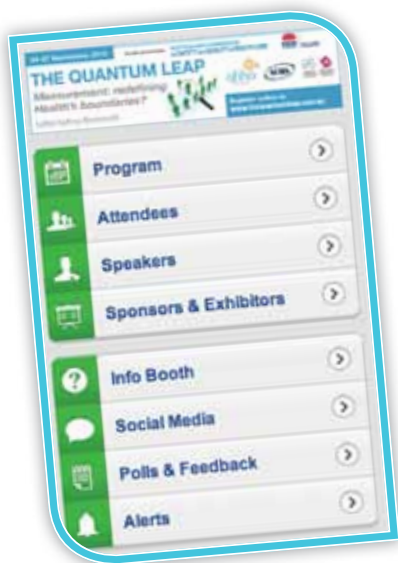 THE QUANTUM LEAP
Measurement: redefining
Health's boundaries?
Program
Attendees
Speakers
Sponsors & Exhibitors
Info Booth
Social Media
Polls & Feedback
Alerts